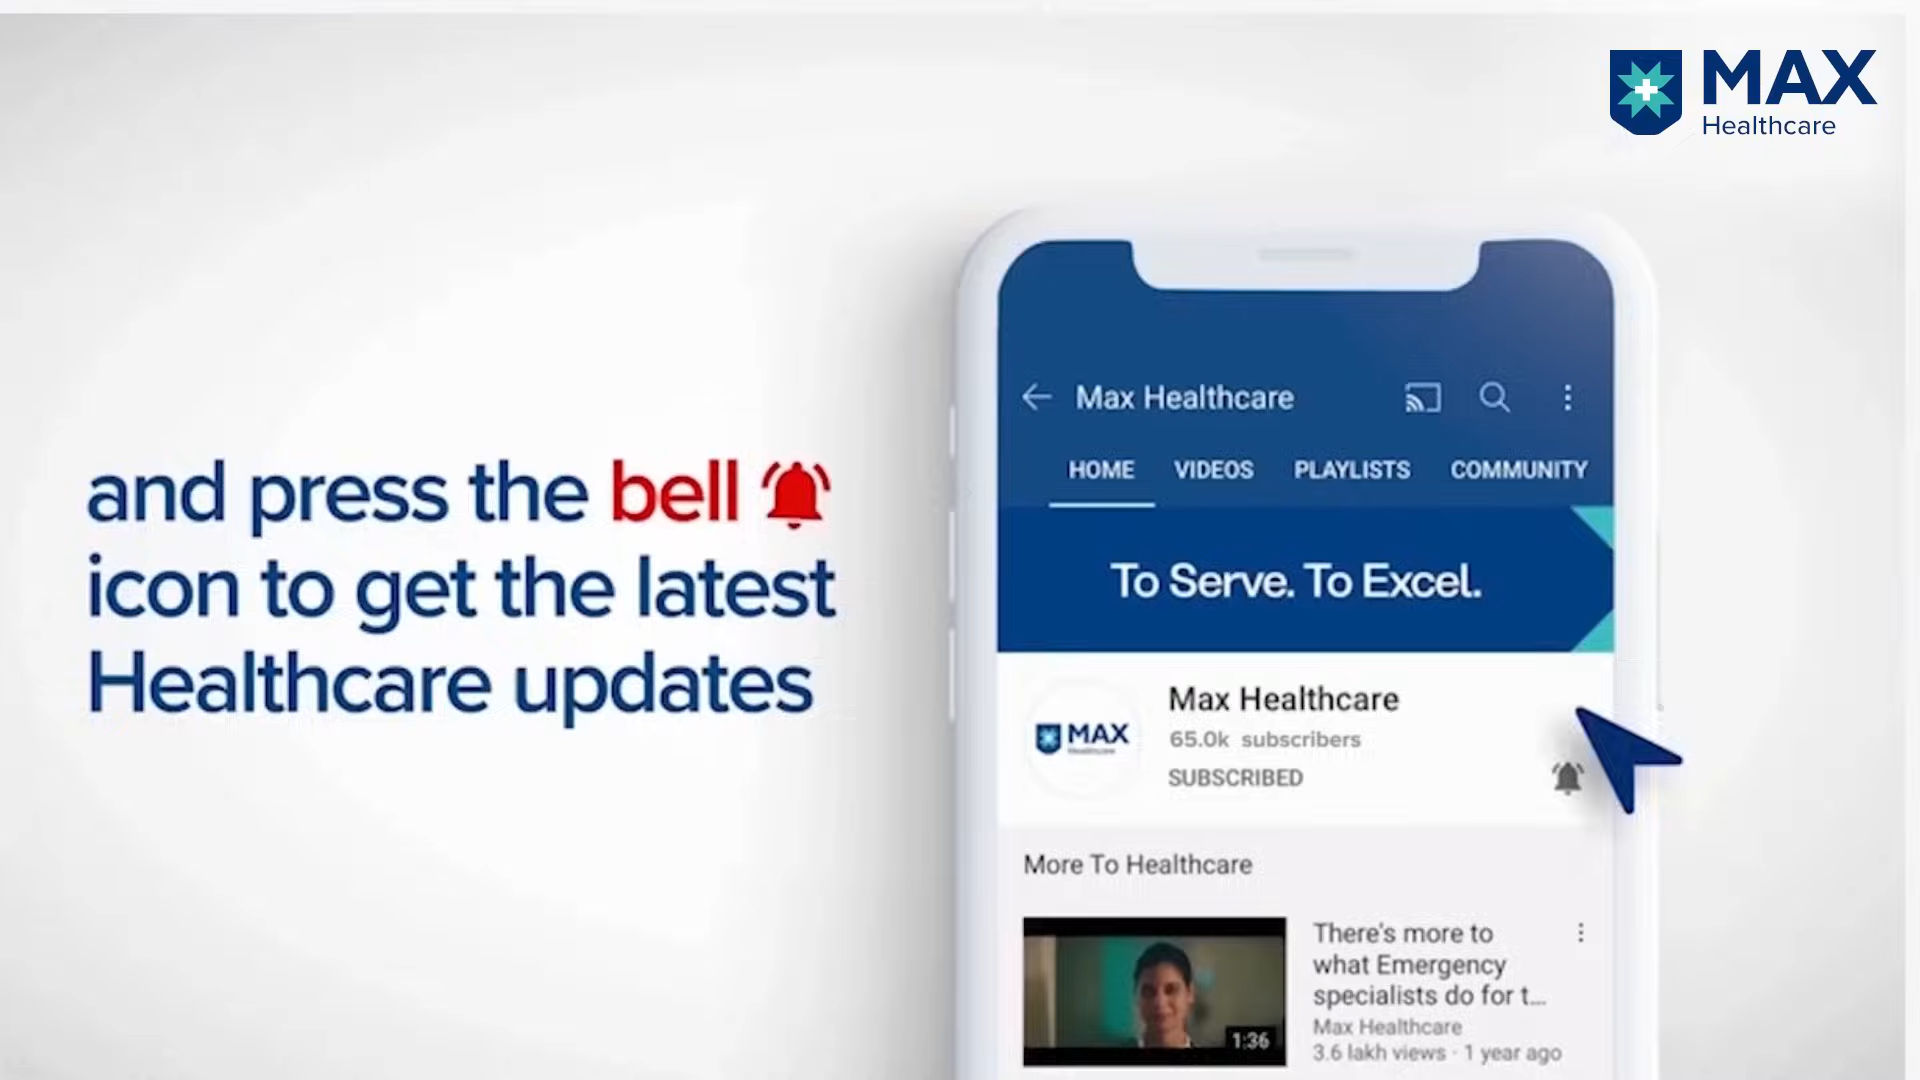 MAX
Healthcare
and press the bell
icon to get the latest
Healthcare updates
Max Healthcare
HOME VIDEOS PLAYLISTS COMMUNITY
To Serve. To Excel.
MAX
Healthcare
Max Healthcare
65.0k subscribers
SUBSCRIBED
More To Healthcare
1:36
There's more to
what Emergency
specialists do for t...
Max Healthcare
3.6 lakh views · 1 year ago